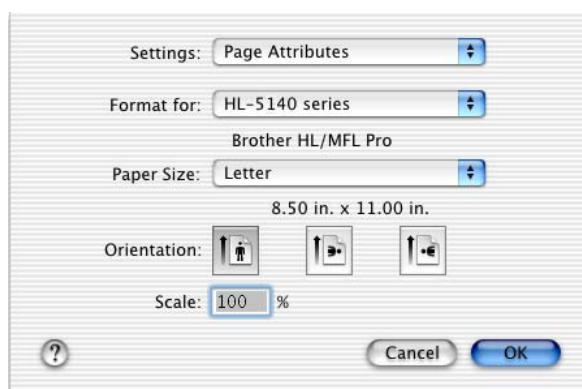 Settings: Page Attributes
Format for: HL-5140 series
Brother HL/MFL Pro
Paper Size: Letter
8.50 in. x 11.00 in.
Orientation:
Scale: 100 %
? Cancel OK